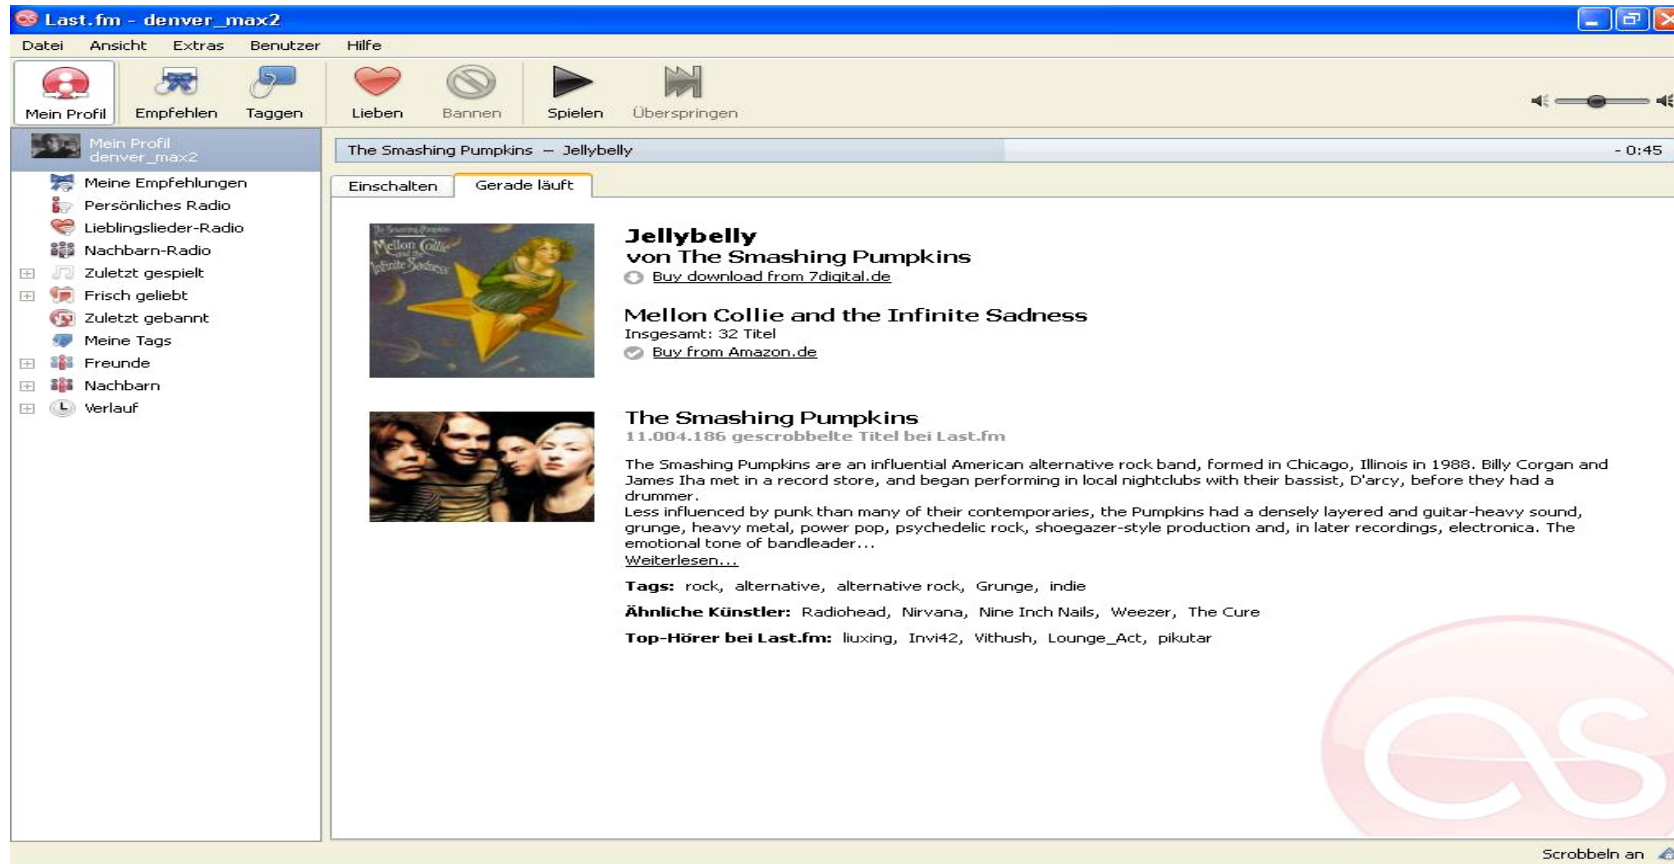 Last.fm - denver_max2
Datei Ansicht Extras Benutzer Hilfe
Mein Profil Empfehlen Taggen Lieben Bannen Spielen Überspringen
Mein Profil
denver_max2
Meine Empfehlungen
Persönliches Radio
Lieblingslieder-Radio
Nachbarn-Radio
Zuletzt gespielt
Frisch geliebt
Zuletzt gebannt
Meine Tags
Freunde
Nachbarn
Verlauf
The Smashing Pumpkins – Jellybelly - 0:45
Einschalten Gerade läuft
The Smashing Pumpkins
Mellon Collie
and the
Infinite Sadness
Jellybelly
von The Smashing Pumpkins
Buy download from 7digital.de
Mellon Collie and the Infinite Sadness
Insgesamt: 32 Titel
Buy from Amazon.de
The Smashing Pumpkins
11.004.186 gescrobbelte Titel bei Last.fm
The Smashing Pumpkins are an influential American alternative rock band, formed in Chicago, Illinois in 1988. Billy Corgan and
James Iha met in a record store, and began performing in local nightclubs with their bassist, D'arcy, before they had a
drummer.
Less influenced by punk than many of their contemporaries, the Pumpkins had a densely layered and guitar-heavy sound,
grunge, heavy metal, power pop, psychedelic rock, shoegazer-style production and, in later recordings, electronica. The
emotional tone of bandleader...
Weiterlesen...
Tags: rock, alternative, alternative rock, Grunge, indie
Ähnliche Künstler: Radiohead, Nirvana, Nine Inch Nails, Weezer, The Cure
Top-Hörer bei Last.fm: liuxing, Invi42, Vithush, Lounge_Act, pikutar
Scrobbeln an